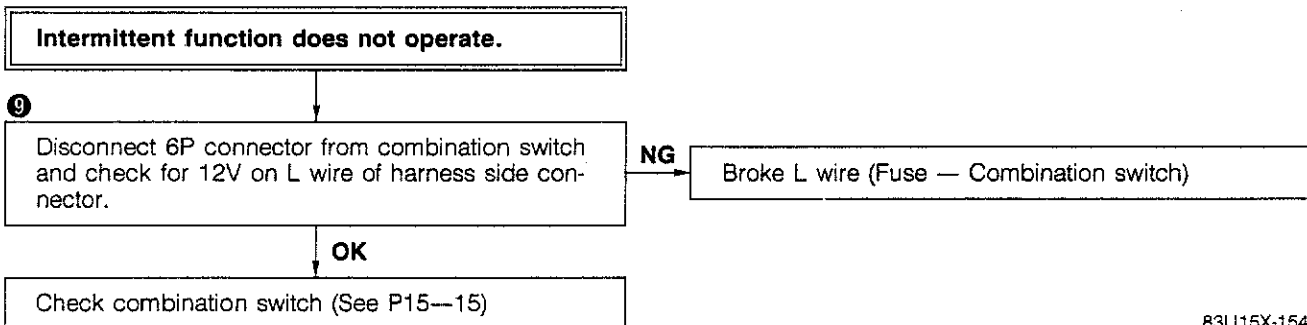 Intermittent function does not operate.
❾
Disconnect 6P connector from combination switch
and check for 12V on L wire of harness side con-
nector.
NG
Broke L wire (Fuse — Combination switch)
OK
Check combination switch (See P15—15)
83U15X-154